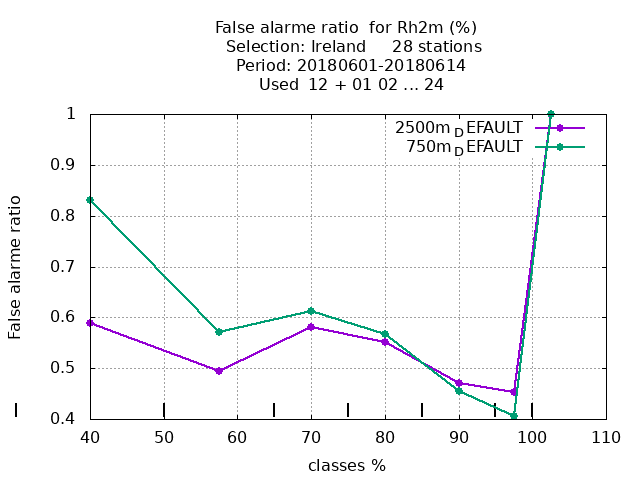 False alarme ratio  for Rh2m (%)
Selection: Ireland     28 stations
Period: 20180601-20180614
Used  12 + 01 02 ... 24
2500m_DEFAULT
750m_DEFAULT
False alarme ratio
1
0.9
0.8
0.7
0.6
0.5
0.4
40 50 60 70 80 90 100 110
classes %